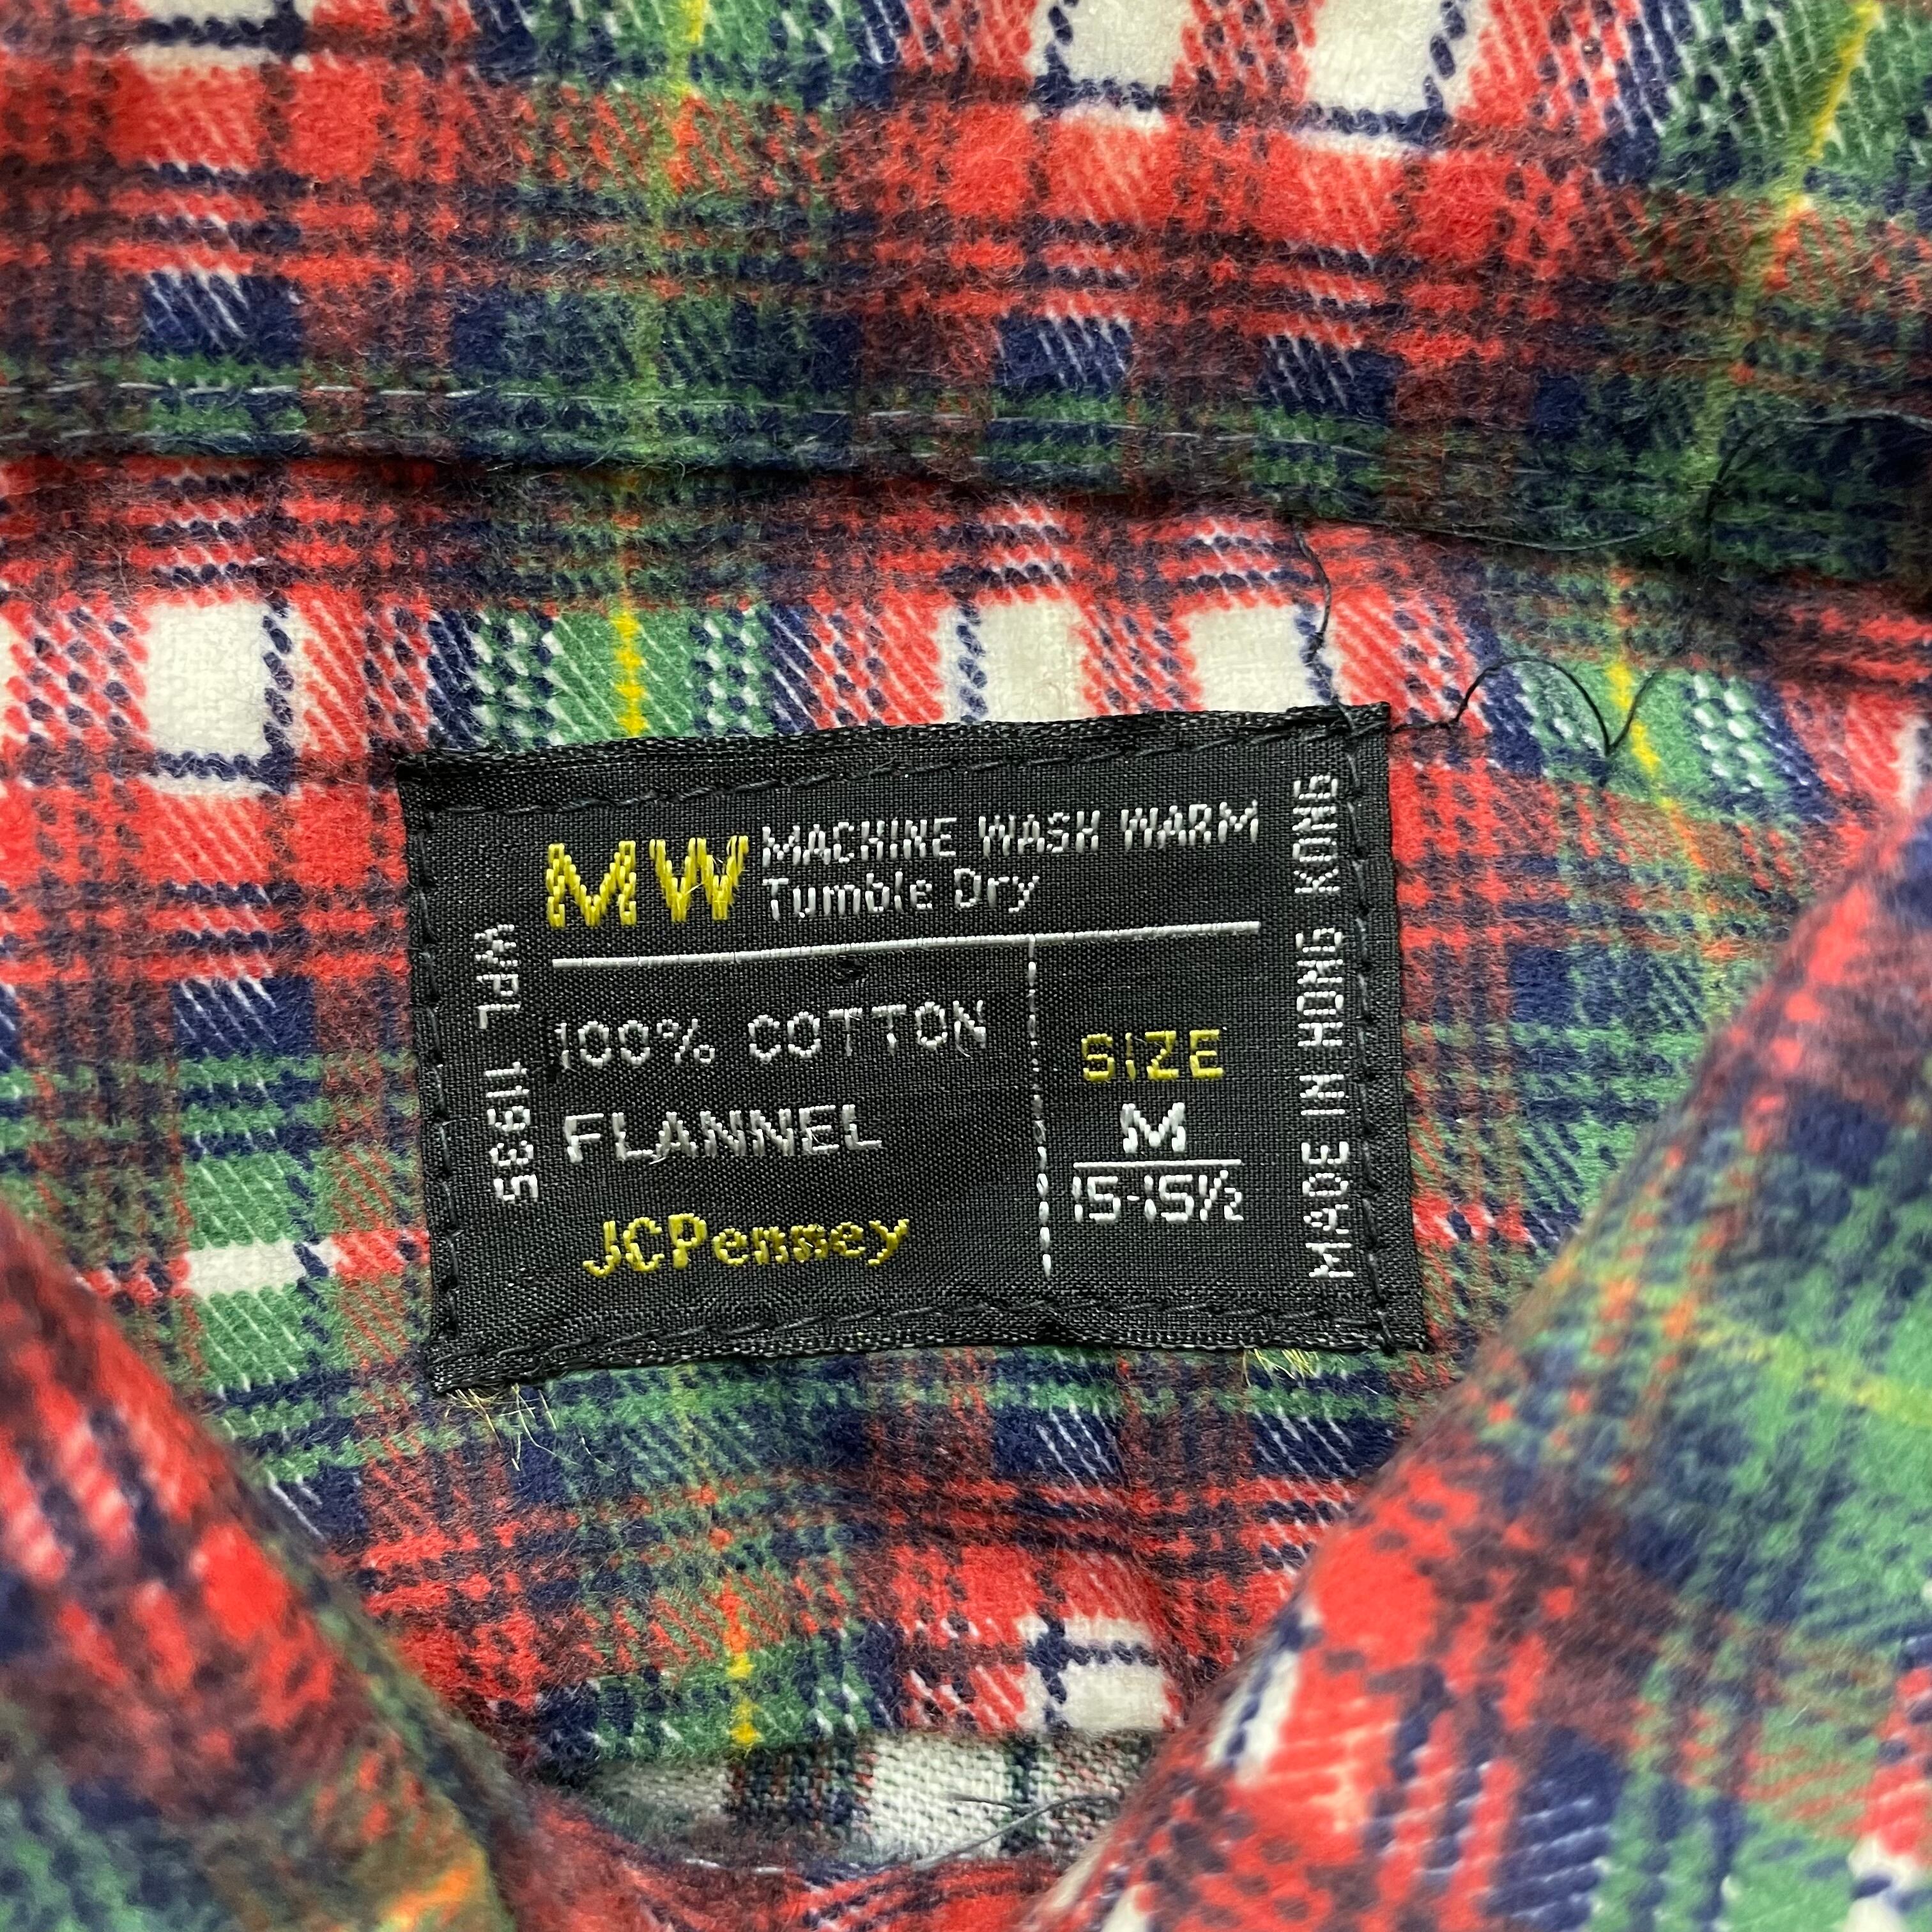 MW MACHINE WASH WARM
Tumble Dry
100% COTTON
FLANNEL
JCPenney
SIZE
M
15-15½
WPL 11935
MADE IN HONG KONG